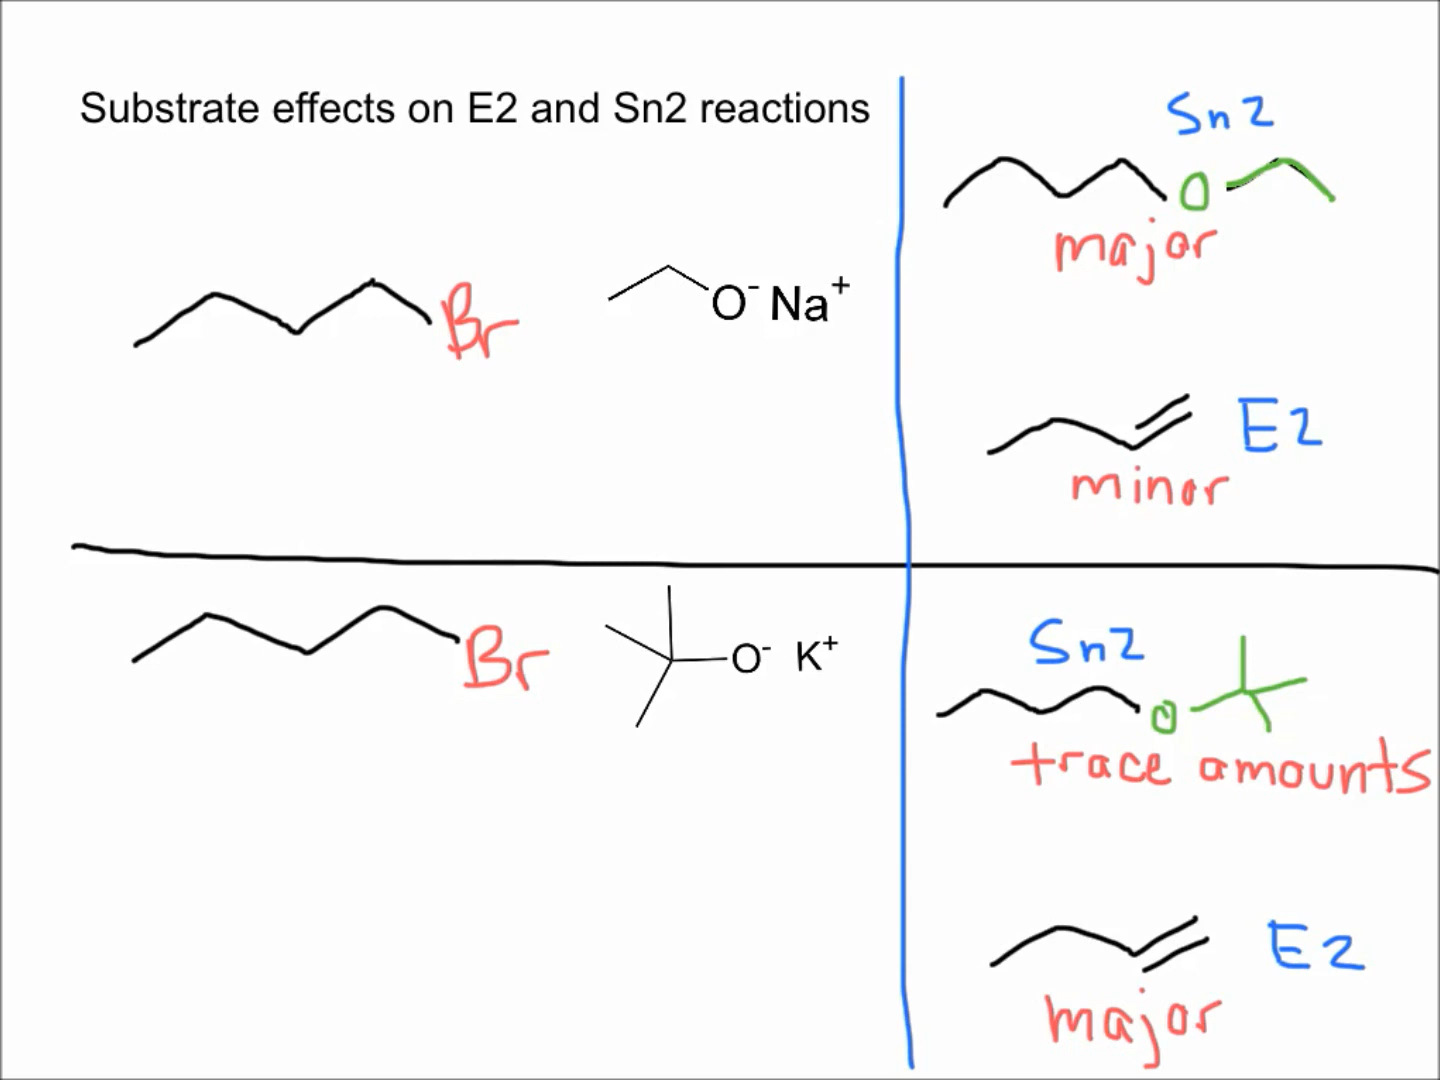 Substrate effects on E2 and Sn2 reactions
Sn2
O
major
Br
O- Na+
E2
minor
Br
O- K+
Sn2
O
trace amounts
E2
major